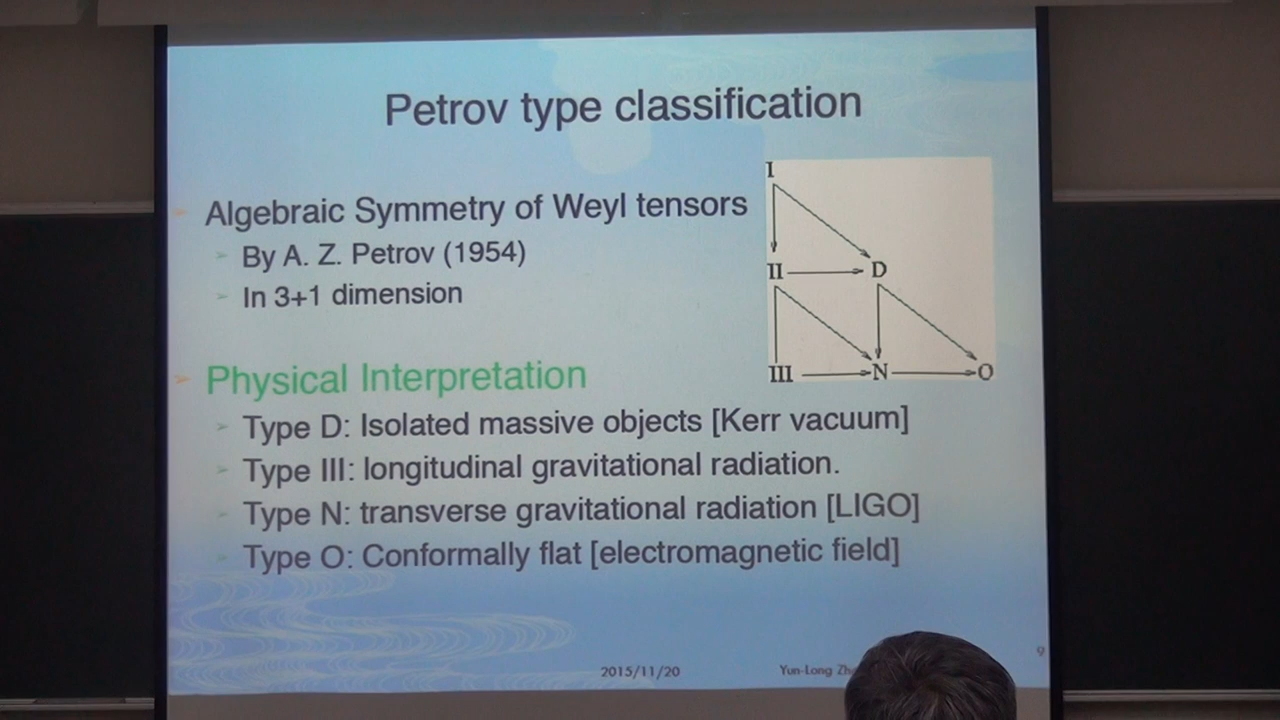 Petrov type classification
Algebraic Symmetry of Weyl tensors
By A. Z. Petrov (1954)
In 3+1 dimension
I
II D
III N O
Physical Interpretation
Type D: Isolated massive objects [Kerr vacuum]
Type III: longitudinal gravitational radiation.
Type N: transverse gravitational radiation [LIGO]
Type O: Conformally flat [electromagnetic field]
2015/11/20 Yun-Long
9